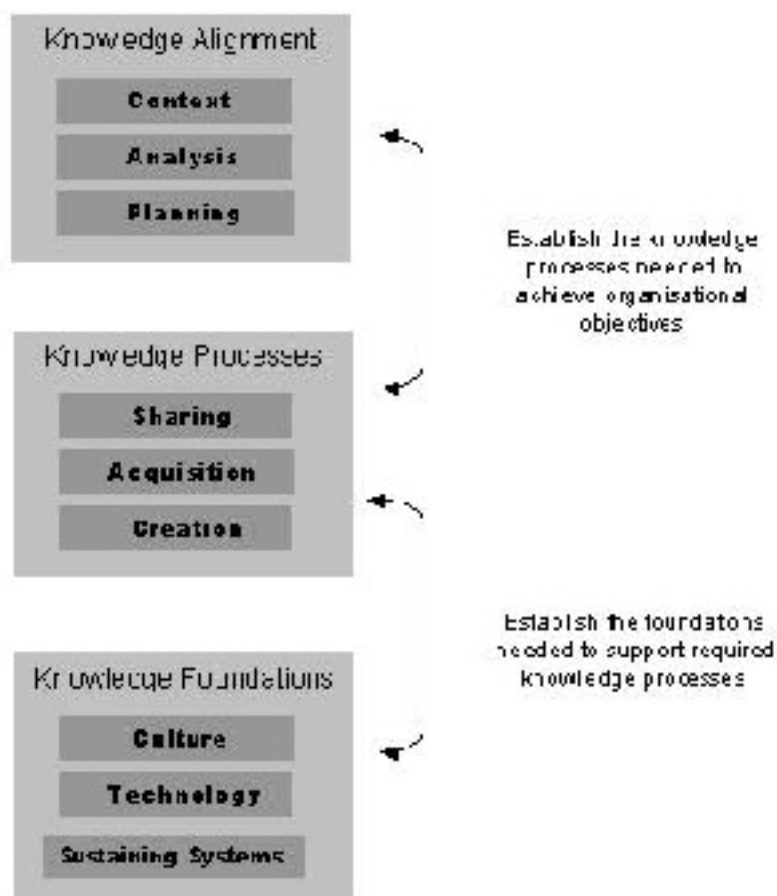 Knowledge Alignment
Context
Analysis
Planning
Establish the knowledge
processes needed to
achieve organisational
objectives
Knowledge Processes
Sharing
Acquisition
Creation
Establish the foundations
needed to support required
knowledge processes
Knowledge Foundations
Culture
Technology
Sustaining Systems